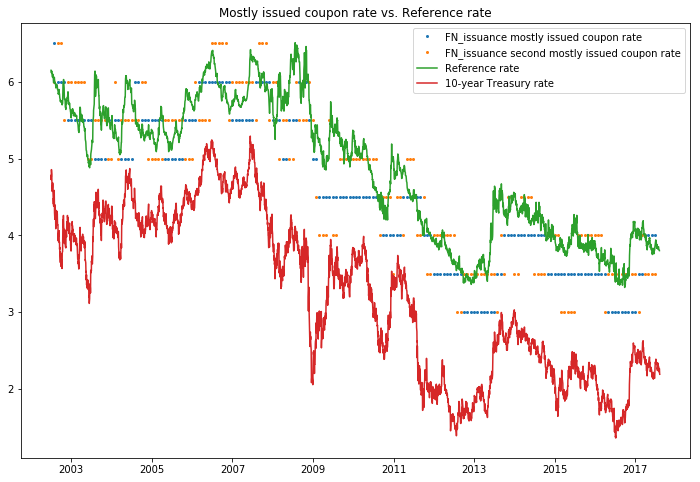 Mostly issued coupon rate vs. Reference rate
FN_issuance mostly issued coupon rate
FN_issuance second mostly issued coupon rate
Reference rate
10-year Treasury rate
6
5
4
3
2
2003 2005 2007 2009 2011 2013 2015 2017